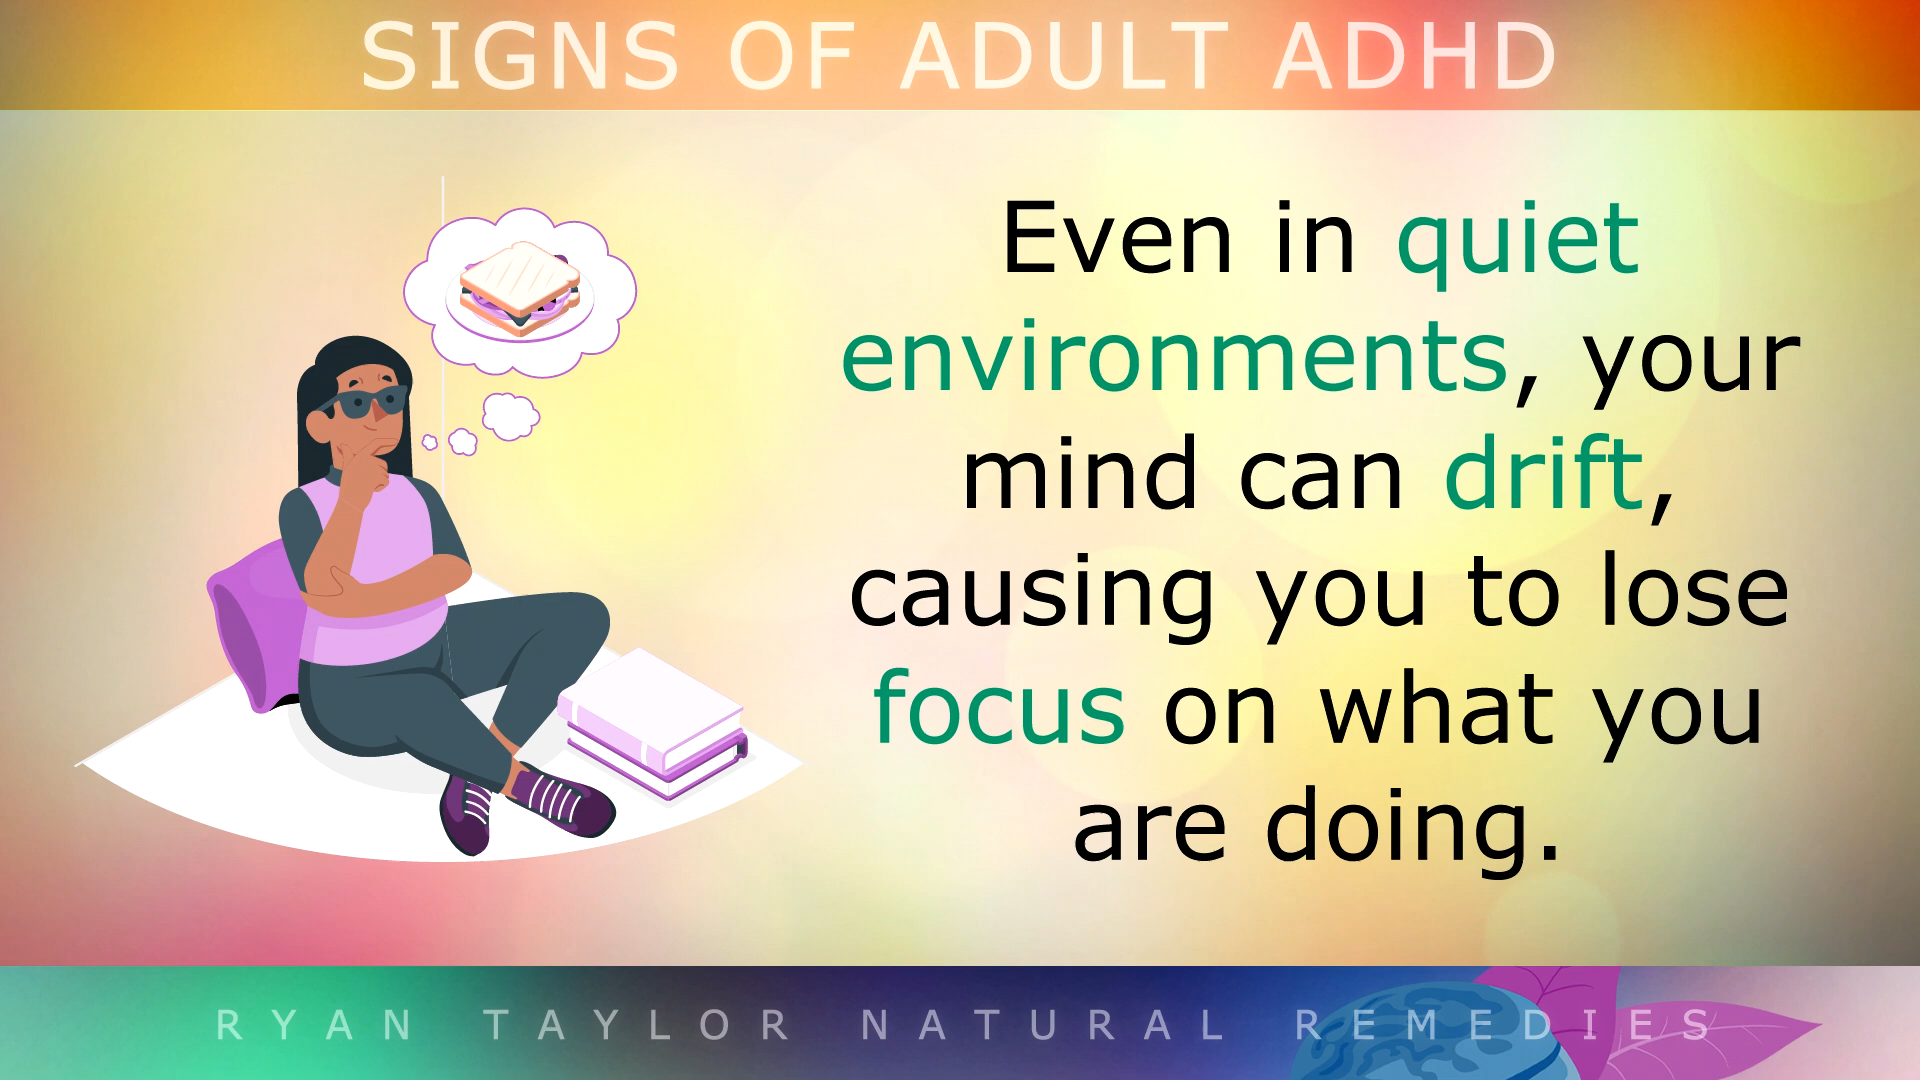 SIGNS OF ADULT ADHD
Even in quiet
environments, your
mind can drift,
causing you to lose
focus on what you
are doing.
RYAN TAYLOR NATURAL REMEDIES